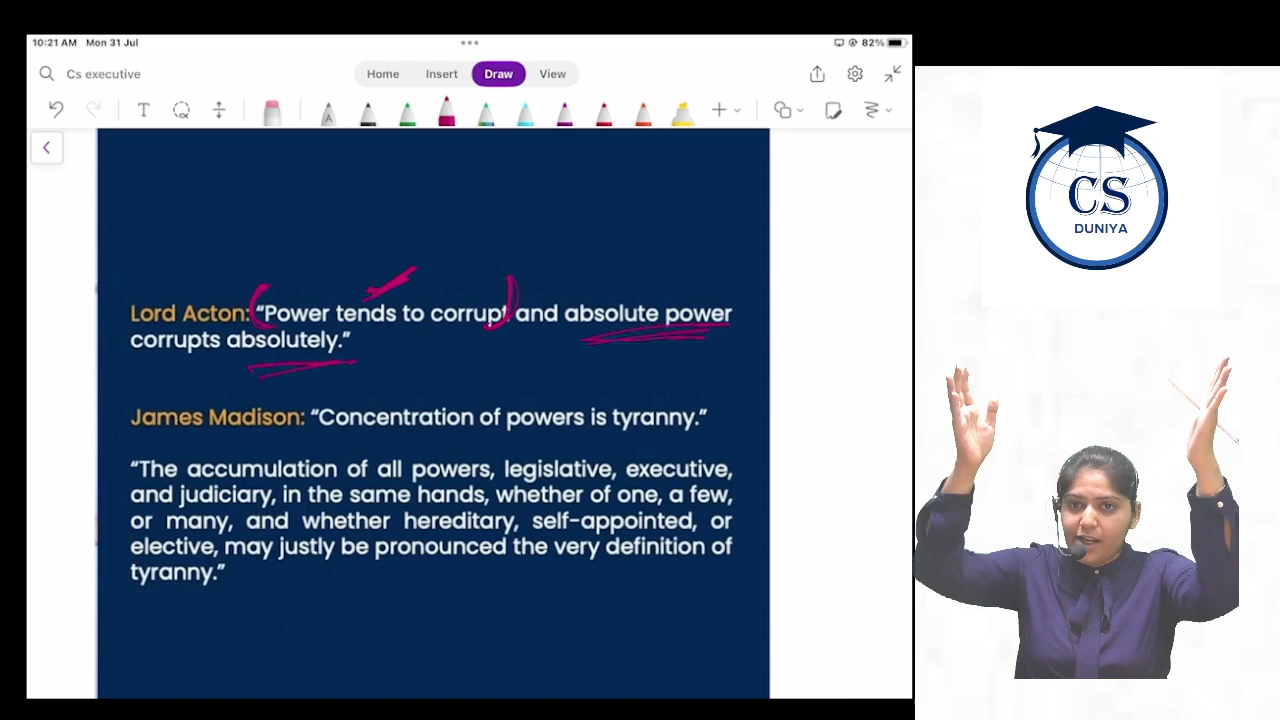 10:21 AM Mon 31 Jul
82%
Cs executive
Home Insert Draw View
T
A
Lord Acton: “Power tends to corrupt and absolute power
corrupts absolutely.”
James Madison: “Concentration of powers is tyranny.”
“The accumulation of all powers, legislative, executive,
and judiciary, in the same hands, whether of one, a few,
or many, and whether hereditary, self-appointed, or
elective, may justly be pronounced the very definition of
tyranny.”
CS
DUNIYA